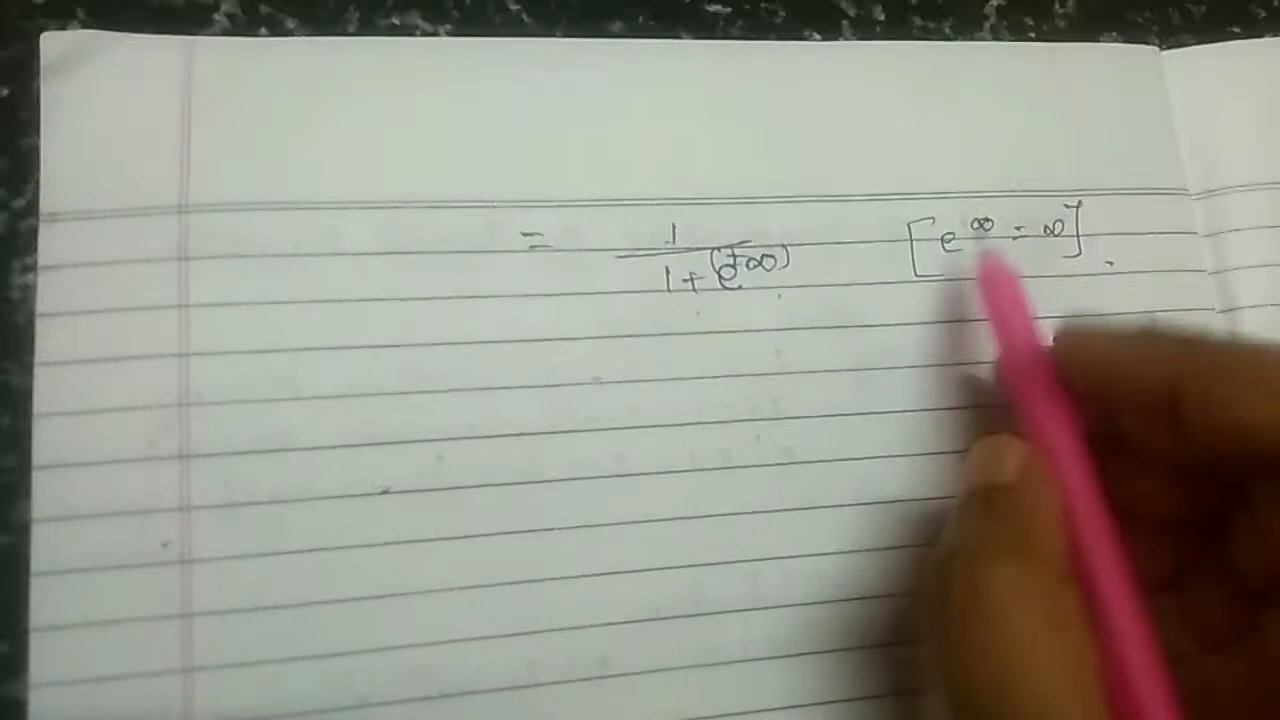 = 1/1+(e^+∞) [e^∞ = ∞].